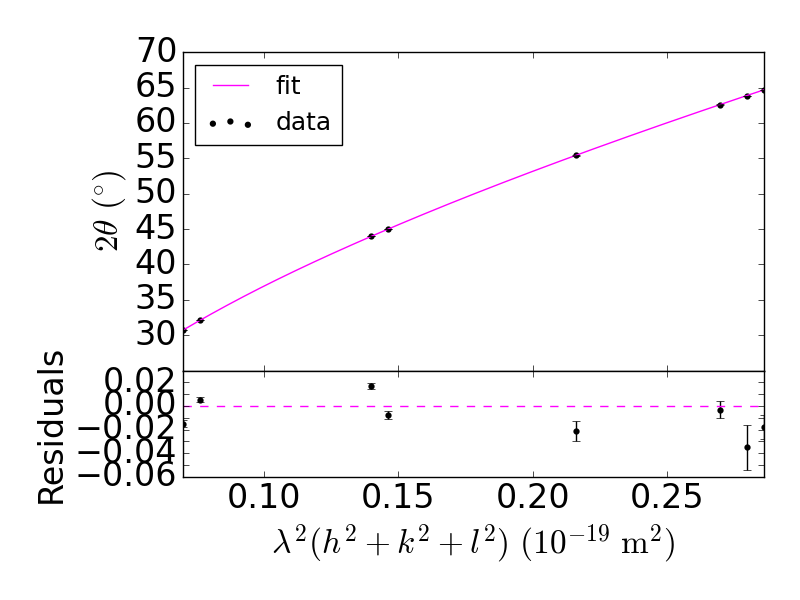 70
65
60
55
50
45
40
35
30
2θ (°)
fit
data
0.02
0.00
−0.02
−0.04
−0.06
Residuals
0.10 0.15 0.20 0.25
λ²(h² + k² + l²) (10⁻¹⁹ m²)